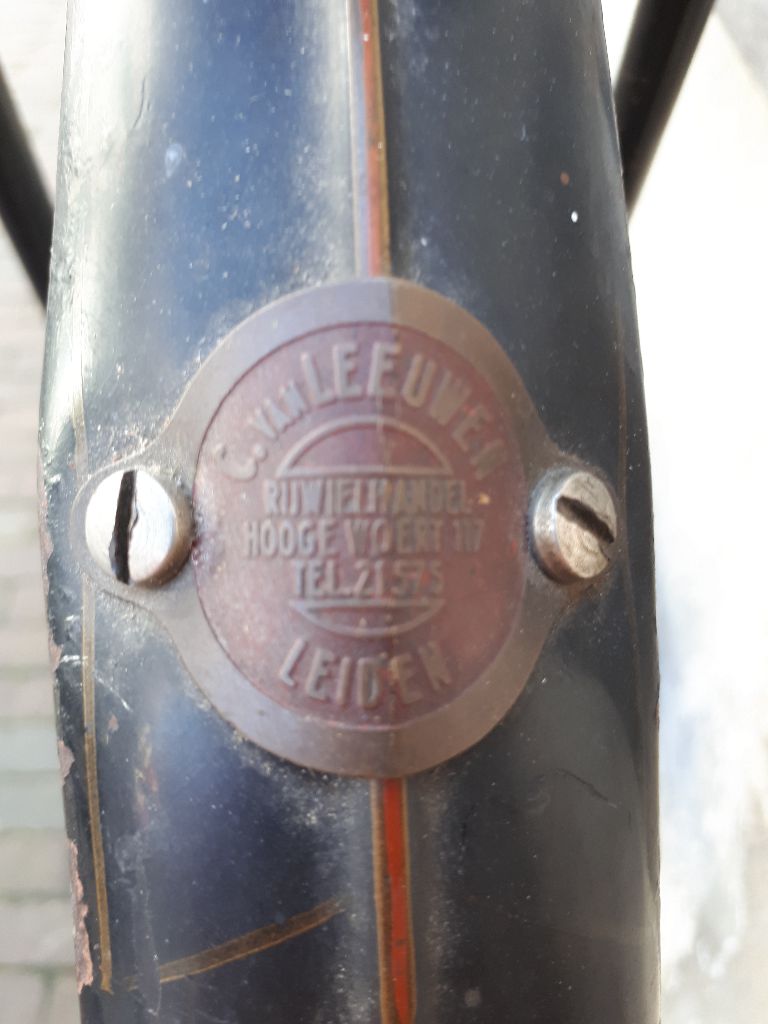 C. VAN LEEUWEN
RIJWIELHANDEL
HOOGE WOERT 117
TEL. 21575
LEIDEN